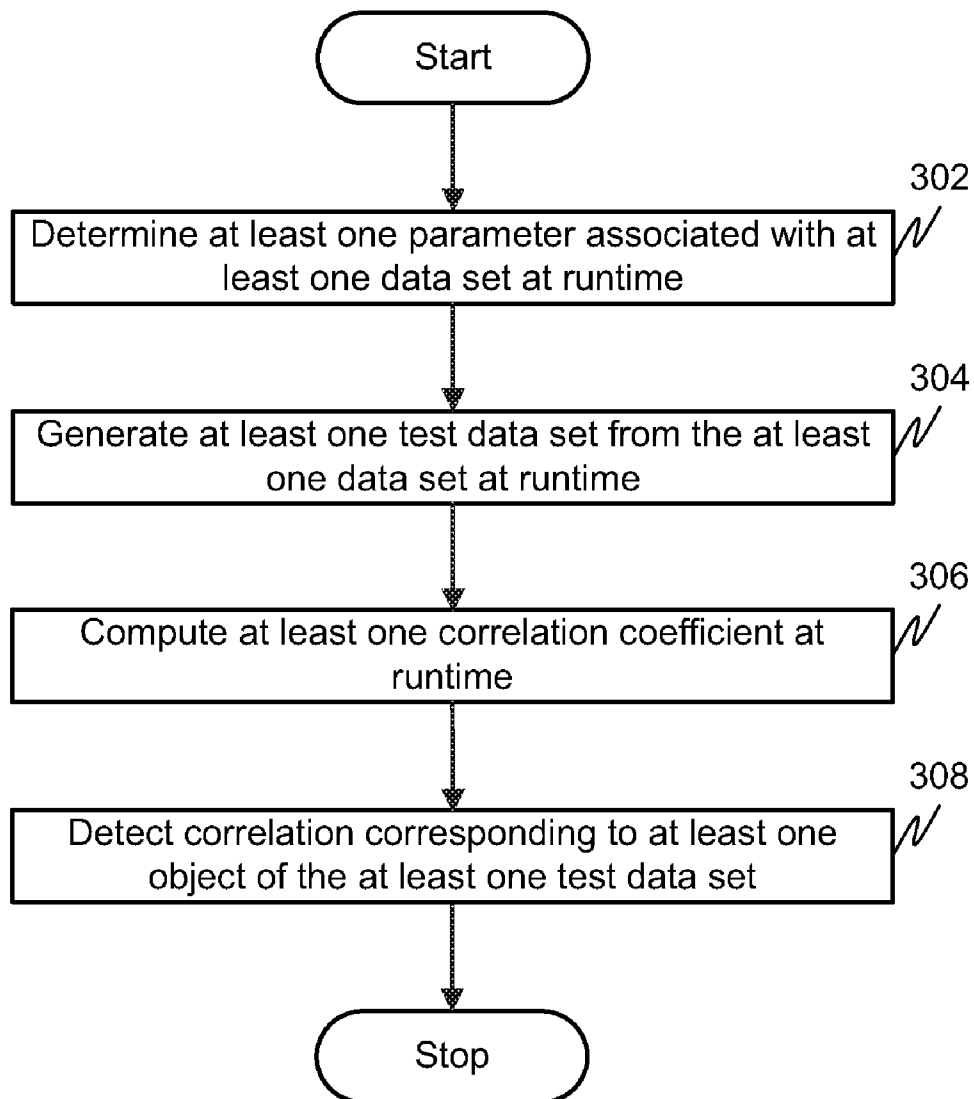 Start
302
Determine at least one parameter associated with at
least one data set at runtime
304
Generate at least one test data set from the at least
one data set at runtime
306
Compute at least one correlation coefficient at
runtime
308
Detect correlation corresponding to at least one
object of the at least one test data set
Stop